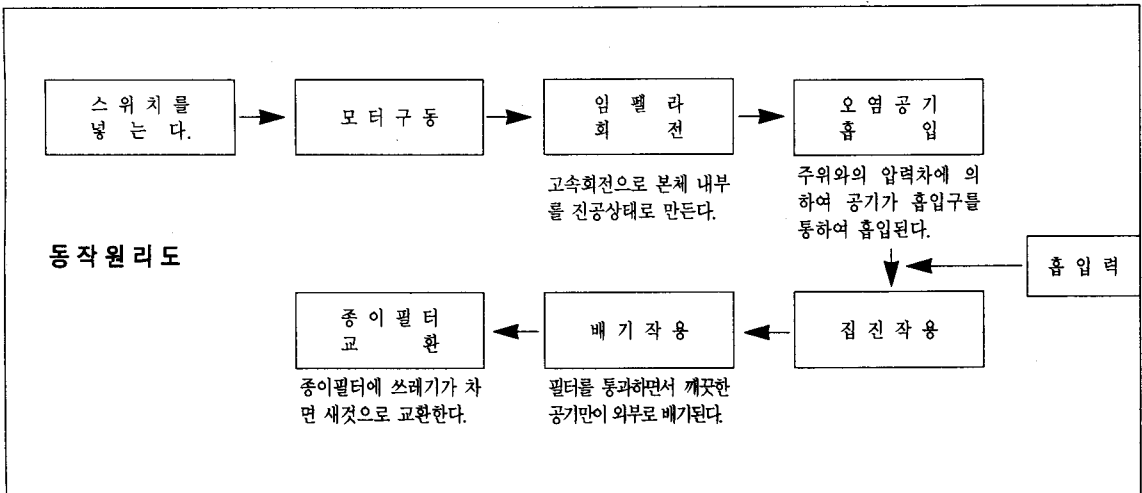 스위치를
넣는다.
모터구동
임펠라
회전
고속회전으로 본체 내부
를 진공상태로 만든다.
오염공기
흡입
주위와의 압력차에 의
하여 공기가 흡입구를
통하여 흡입된다.
동작원리도
흡입력
집진작용
배기작용
필터를 통과하면서 깨끗한
공기만이 외부로 배기된다.
종이필터
교환
종이필터에 쓰레기가 차
면 새것으로 교환한다.